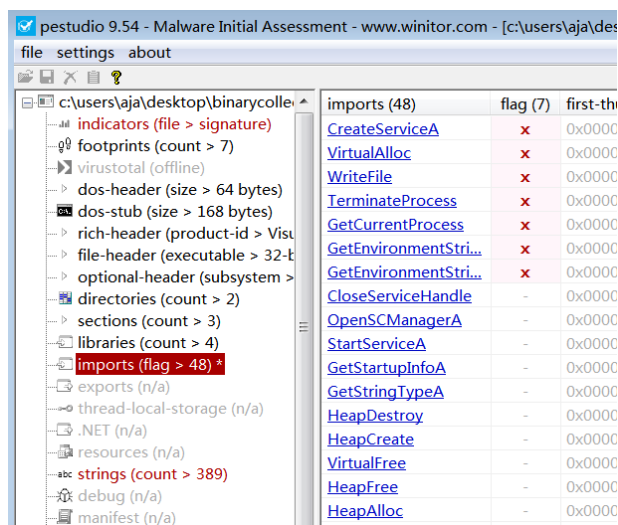 pestudio 9.54 - Malware Initial Assessment - www.winitor.com - [c:\users\aja\des
file settings about
c:\users\aja\desktop\binarycolle
indicators (file > signature)
footprints (count > 7)
virustotal (offline)
dos-header (size > 64 bytes)
dos-stub (size > 168 bytes)
rich-header (product-id > Visu
file-header (executable > 32-b
optional-header (subsystem >
directories (count > 2)
sections (count > 3)
libraries (count > 4)
imports (flag > 48) *
exports (n/a)
thread-local-storage (n/a)
.NET (n/a)
resources (n/a)
abc strings (count > 389)
debug (n/a)
manifest (n/a)
imports (48) flag (7) first-thu
CreateServiceA x 0x0000
VirtualAlloc x 0x0000
WriteFile x 0x0000
TerminateProcess x 0x0000
GetCurrentProcess x 0x0000
GetEnvironmentStri... x 0x0000
GetEnvironmentStri... x 0x0000
CloseServiceHandle - 0x0000
OpenSCManagerA - 0x0000
StartServiceA - 0x0000
GetStartupInfoA - 0x0000
GetStringTypeA - 0x0000
HeapDestroy - 0x0000
HeapCreate - 0x0000
VirtualFree - 0x0000
HeapFree - 0x0000
HeapAlloc - 0x0000